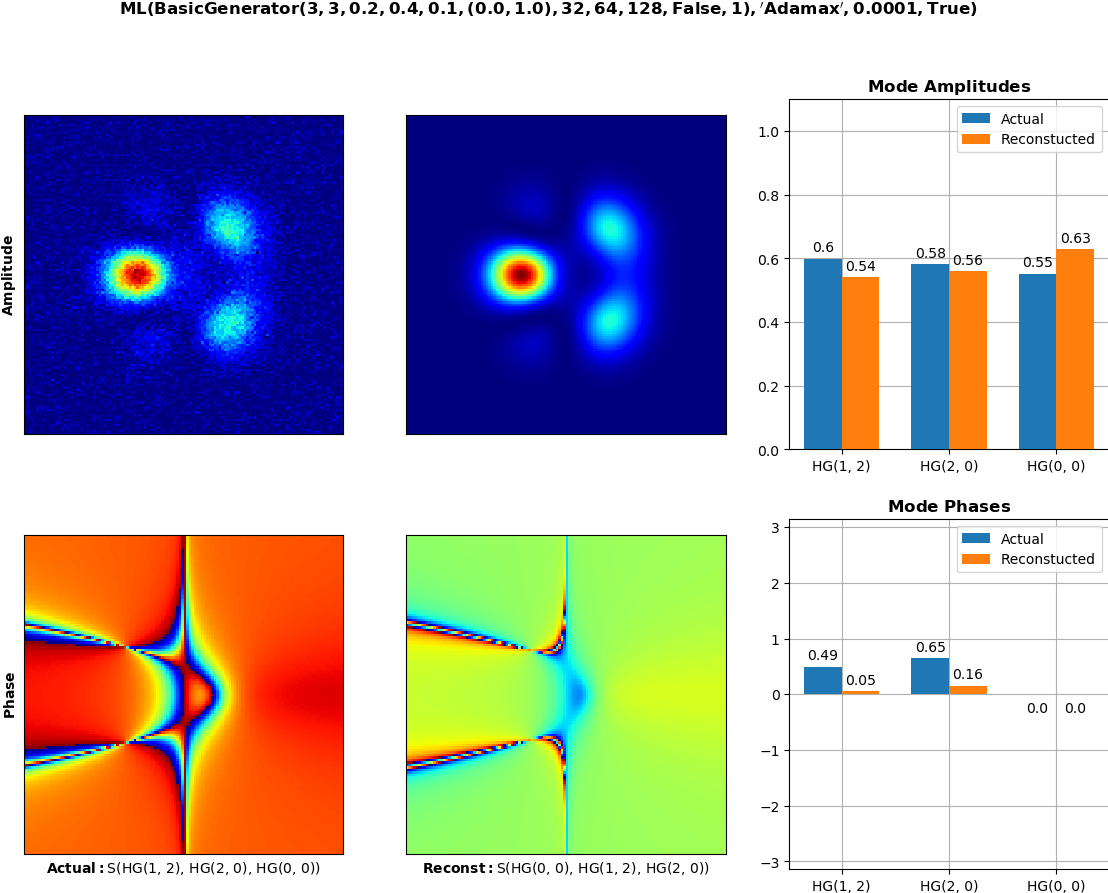 ML(BasicGenerator(3, 3, 0.2, 0.4, 0.1, (0.0, 1.0), 32, 64, 128, False, 1), 'Adamax', 0.0001, True)
Amplitude
Mode Amplitudes
Actual
Reconstucted
1.0
0.8
0.6
0.4
0.2
0.0
0.6
0.54
0.58
0.56
0.55
0.63
HG(1, 2)
HG(2, 0)
HG(0, 0)
Phase
Actual: S(HG(1, 2), HG(2, 0), HG(0, 0))
Reconst: S(HG(0, 0), HG(1, 2), HG(2, 0))
Mode Phases
Actual
Reconstucted
3
2
1
0
−1
−2
−3
0.49
0.05
0.65
0.16
0.0
0.0
HG(1, 2)
HG(2, 0)
HG(0, 0)